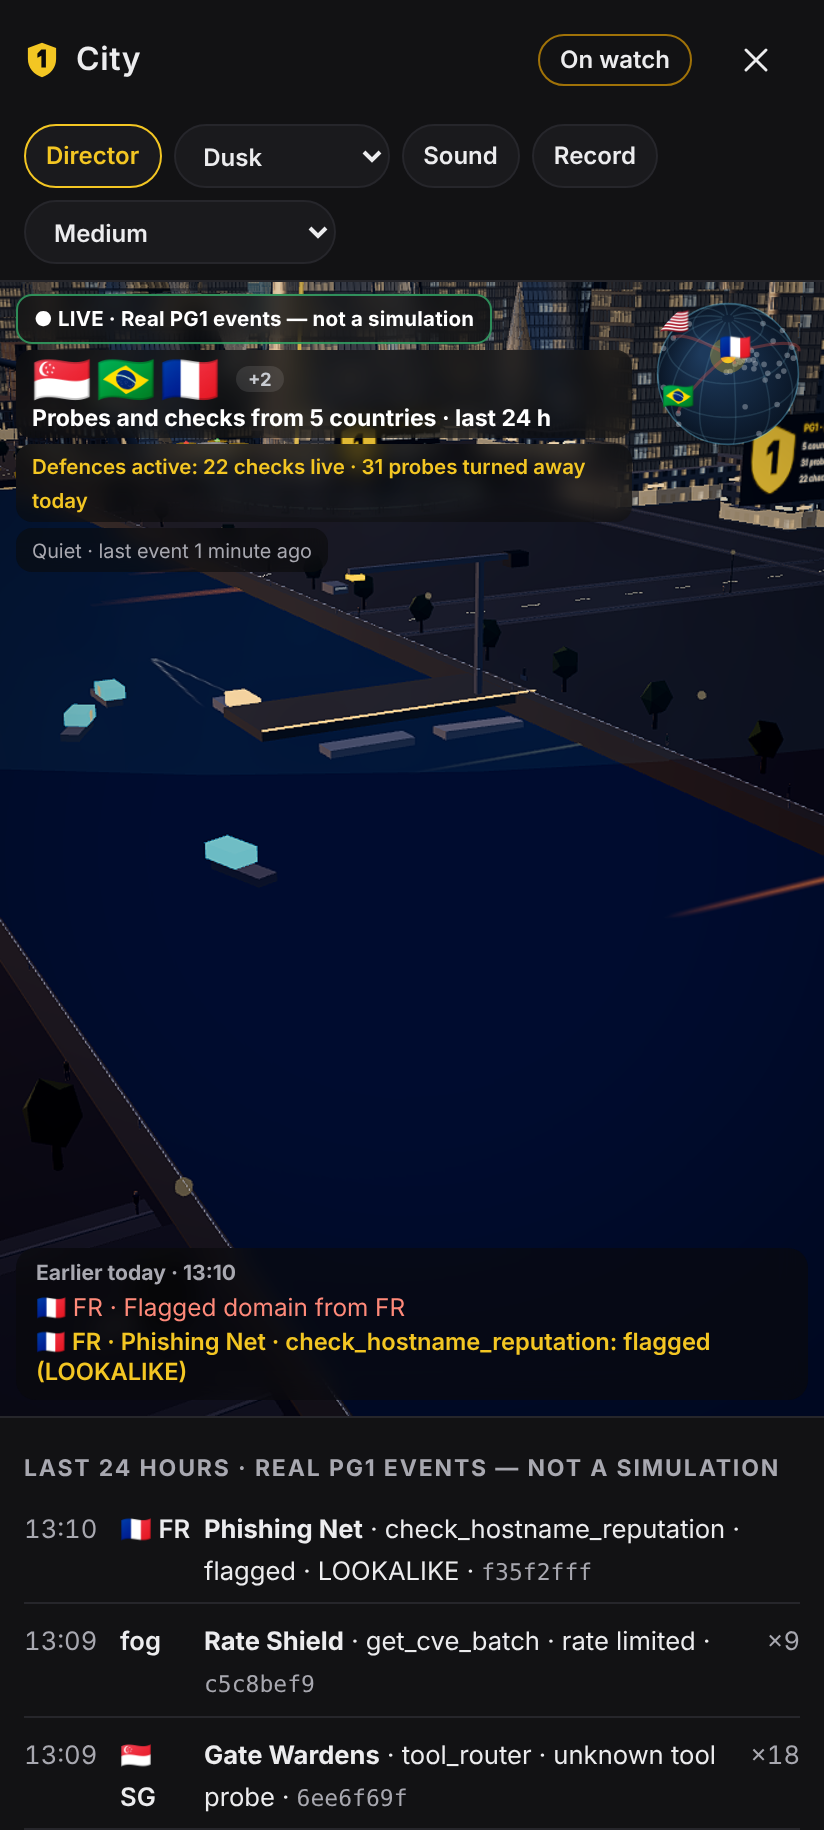 1 City On watch
Director Dusk Sound Record
Medium
● LIVE · Real PG1 events — not a simulation
+2
Probes and checks from 5 countries · last 24 h
Defences active: 22 checks live · 31 probes turned away
today
Quiet · last event 1 minute ago
1
PG1
Earlier today · 13:10
FR · Flagged domain from FR
FR · Phishing Net · check_hostname_reputation: flagged
(LOOKALIKE)
LAST 24 HOURS · REAL PG1 EVENTS — NOT A SIMULATION
13:10 FR Phishing Net · check_hostname_reputation ·
flagged · LOOKALIKE · f35f2fff
13:09 fog Rate Shield · get_cve_batch · rate limited · ×9
c5c8bef9
13:09 Gate Wardens · tool_router · unknown tool ×18
SG probe · 6ee6f69f